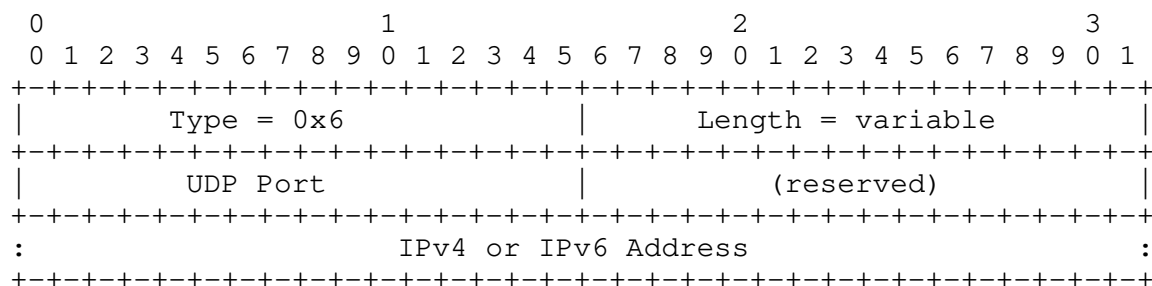 0                   1                   2                   3
 0 1 2 3 4 5 6 7 8 9 0 1 2 3 4 5 6 7 8 9 0 1 2 3 4 5 6 7 8 9 0 1
+-+-+-+-+-+-+-+-+-+-+-+-+-+-+-+-+-+-+-+-+-+-+-+-+-+-+-+-+-+-+-+-+
|        Type = 0x6             |      Length = variable        |
+-+-+-+-+-+-+-+-+-+-+-+-+-+-+-+-+-+-+-+-+-+-+-+-+-+-+-+-+-+-+-+-+
|         UDP Port              |          (reserved)           |
+-+-+-+-+-+-+-+-+-+-+-+-+-+-+-+-+-+-+-+-+-+-+-+-+-+-+-+-+-+-+-+-+
:                     IPv4 or IPv6 Address                      :
+-+-+-+-+-+-+-+-+-+-+-+-+-+-+-+-+-+-+-+-+-+-+-+-+-+-+-+-+-+-+-+-+